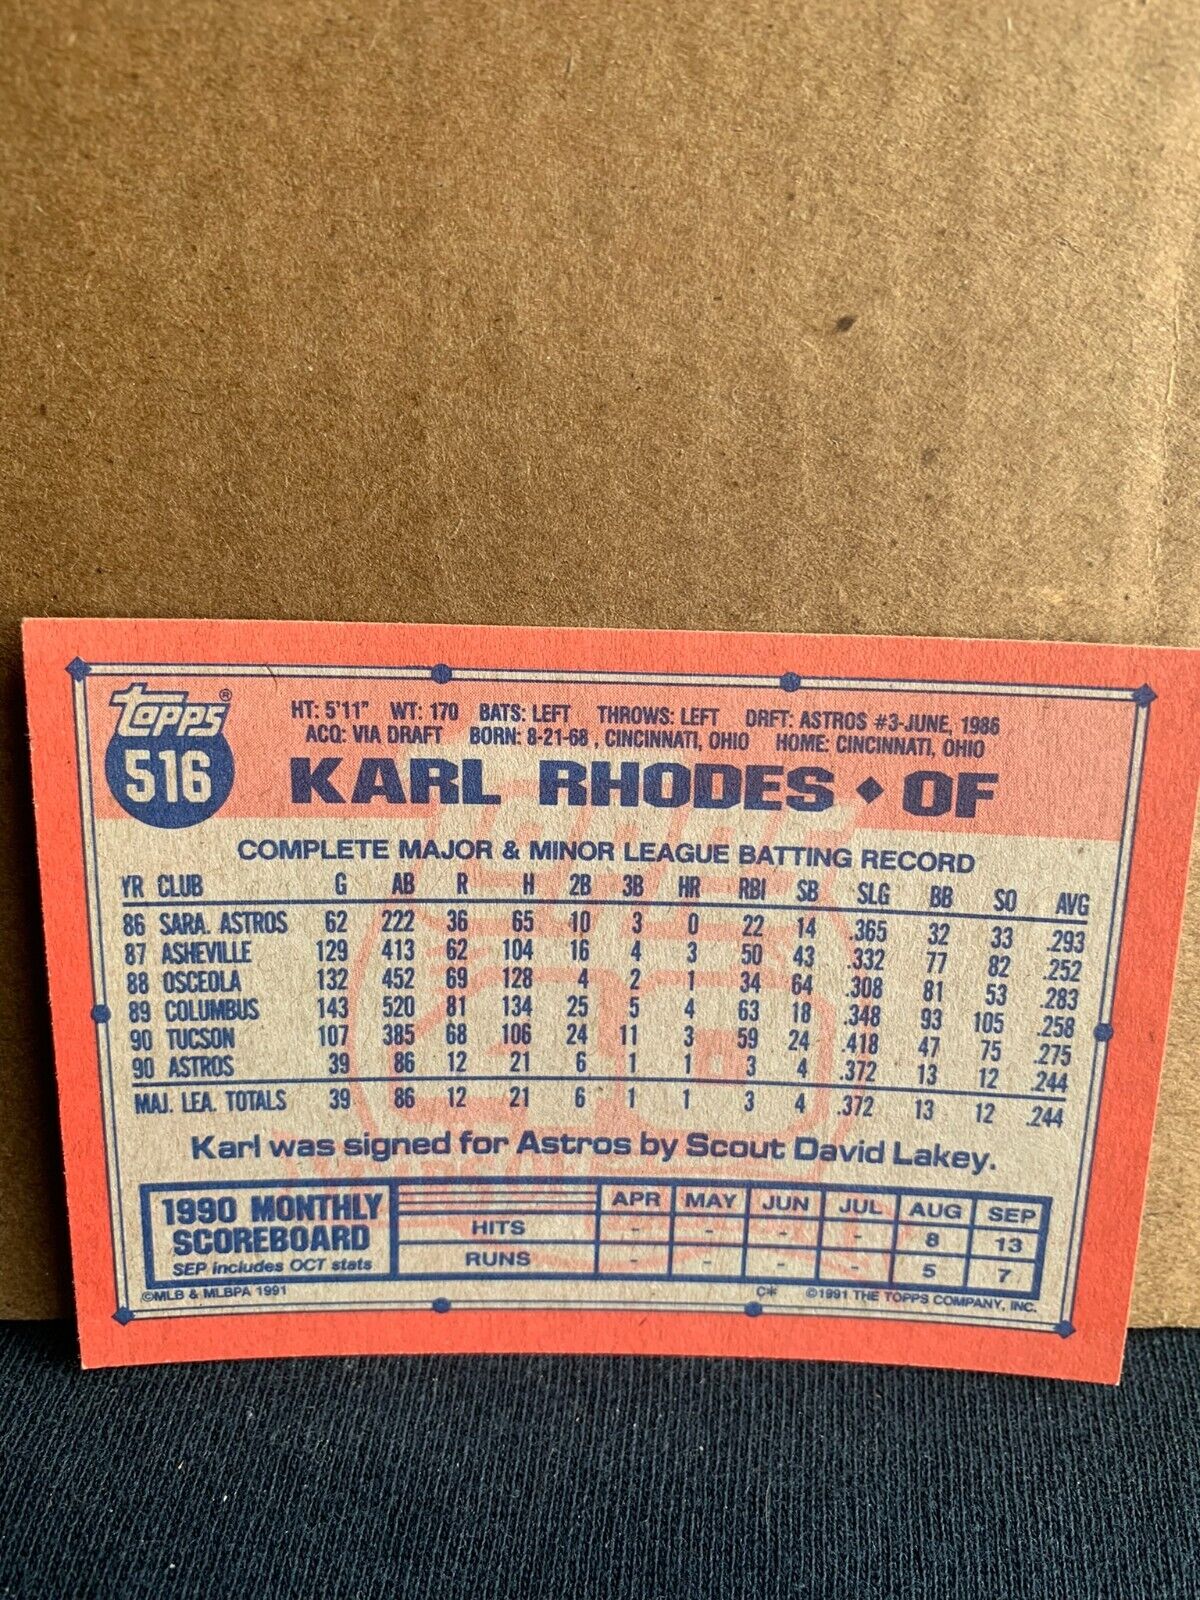 topps®
516
HT: 5'11" WT: 170 BATS: LEFT THROWS: LEFT DRFT: ASTROS #3-JUNE, 1986
ACQ: VIA DRAFT BORN: 8-21-68 , CINCINNATI, OHIO HOME: CINCINNATI, OHIO
KARL RHODES ◆ OF
COMPLETE MAJOR & MINOR LEAGUE BATTING RECORD
YR CLUB G AB R H 2B 3B HR RBI SB SLG BB SO AVG
86 SARA. ASTROS 62 222 36 65 10 3 0 22 14 .365 32 33 .293
87 ASHEVILLE 129 413 62 104 16 4 3 50 43 .332 77 82 .252
88 OSCEOLA 132 452 69 128 4 2 1 34 64 .308 81 53 .283
89 COLUMBUS 143 520 81 134 25 5 4 63 18 .348 93 105 .258
90 TUCSON 107 385 68 106 24 11 3 59 24 .418 47 75 .275
90 ASTROS 39 86 12 21 6 1 1 3 4 .372 13 12 .244
MAJ. LEA. TOTALS 39 86 12 21 6 1 1 3 4 .372 13 12 .244
Karl was signed for Astros by Scout David Lakey.
1990 MONTHLY SCOREBOARD
SEP includes OCT stats
APR MAY JUN JUL AUG SEP
HITS - - - - 8 13
RUNS - - - - 5 7
©MLB & MLBPA 1991 C* ©1991 THE TOPPS COMPANY, INC.